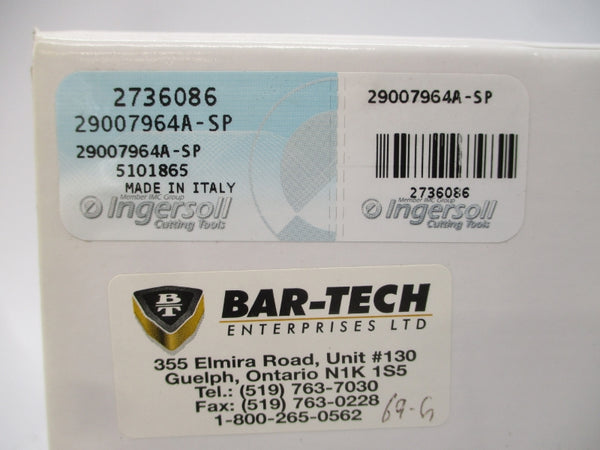 2736086
29007964A-SP
29007964A-SP
5101865
MADE IN ITALY
Member IMC Group
Ingersoll
Cutting Tools
29007964A-SP
2736086
Member IMC Group
Ingersoll
Cutting Tools
BT
BAR-TECH
ENTERPRISES LTD
355 Elmira Road, Unit #130
Guelph, Ontario N1K 1S5
Tel.: (519) 763-7030
Fax: (519) 763-0228
1-800-265-0562